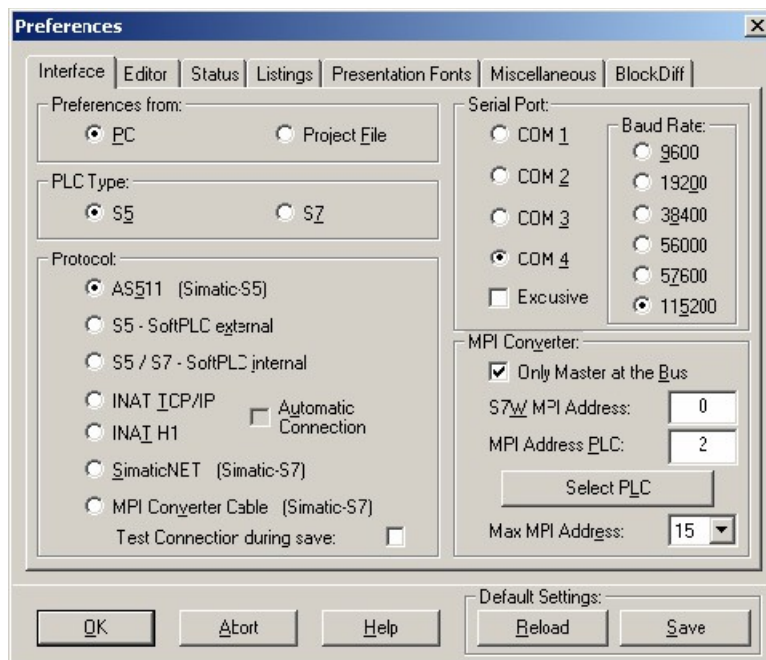 Preferences
Interface Editor Status Listings Presentation Fonts Miscellaneous BlockDiff
Preferences from:
PC Project File
PLC Type:
S5 S7
Protocol:
AS511 (Simatic-S5)
S5 - SoftPLC external
S5 / S7 - SoftPLC internal
INAT TCP/IP
INAT H1
Automatic
Connection
SimaticNET (Simatic-S7)
MPI Converter Cable (Simatic-S7)
Test Connection during save:
Serial Port:
COM 1
COM 2
COM 3
COM 4
Excusive
Baud Rate:
9600
19200
38400
56000
57600
115200
MPI Converter:
Only Master at the Bus
S7W MPI Address: 0
MPI Address PLC: 2
Select PLC
Max MPI Address: 15
OK Abort Help
Default Settings:
Reload Save